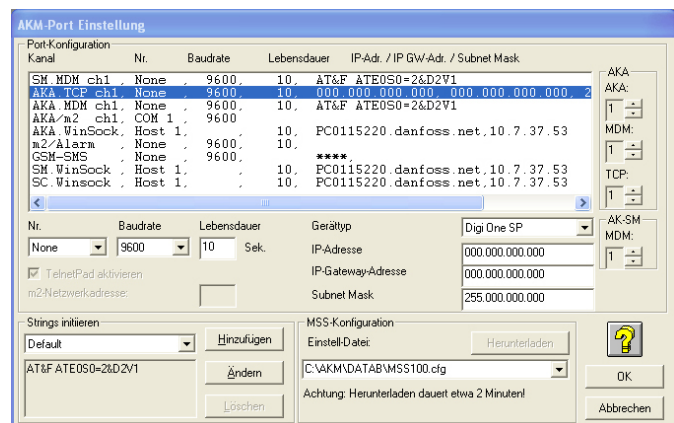 AKM-Port Einstellung
Port-Konfiguration
Kanal Nr. Baudrate Lebensdauer IP-Adr. / IP GW-Adr. / Subnet Mask
SM.MDM ch1 , None , 9600, 10, AT&F ATE0S0=2&D2V1
AKA.TCP ch1, None , 9600, 10, 000.000.000.000, 000.000.000.000, 2
AKA.MDM ch1, None , 9600, 10, AT&F ATE0S0=2&D2V1
AKA/m2 ch1, COM 1 , 9600
AKA.WinSock, Host 1, , 10, PC0115220.danfoss.net,10.7.37.53
m2/Alarm , None , 9600, 10,
GSM-SMS , None , 9600, ****,
SM.WinSock , Host 1, , 10, PC0115220.danfoss.net,10.7.37.53
SC.Winsock , Host 1, , 10, PC0115220.danfoss.net,10.7.37.53
AKA
AKA:
1
MDM:
1
TCP:
1
AK-SM
MDM:
1
Nr. Baudrate Lebensdauer
None 9600 10 Sek.
TelnetPad aktivieren
m2-Netzwerkadresse:
Gerättyp Digi One SP
IP-Adresse 000.000.000.000
IP-Gateway-Adresse 000.000.000.000
Subnet Mask 255.000.000.000
Strings initiieren
Default
AT&F ATE0S0=2&D2V1
Hinzufügen
Ändern
Löschen
MSS-Konfiguration
Einstell-Datei: Herunterladen
C:\AKM\DATAB\MSS100.cfg
Achtung: Herunterladen dauert etwa 2 Minuten!
?
OK
Abbrechen